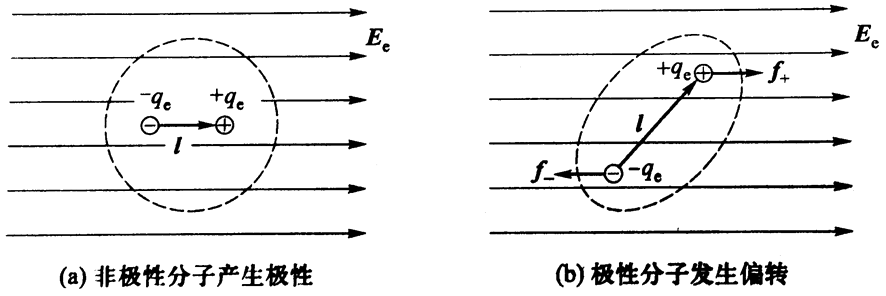 E_e
-q_e +q_e
l
(a) 非极性分子产生极性
E_e
+q_e f_+
l
f_- -q_e
(b) 极性分子发生偏转